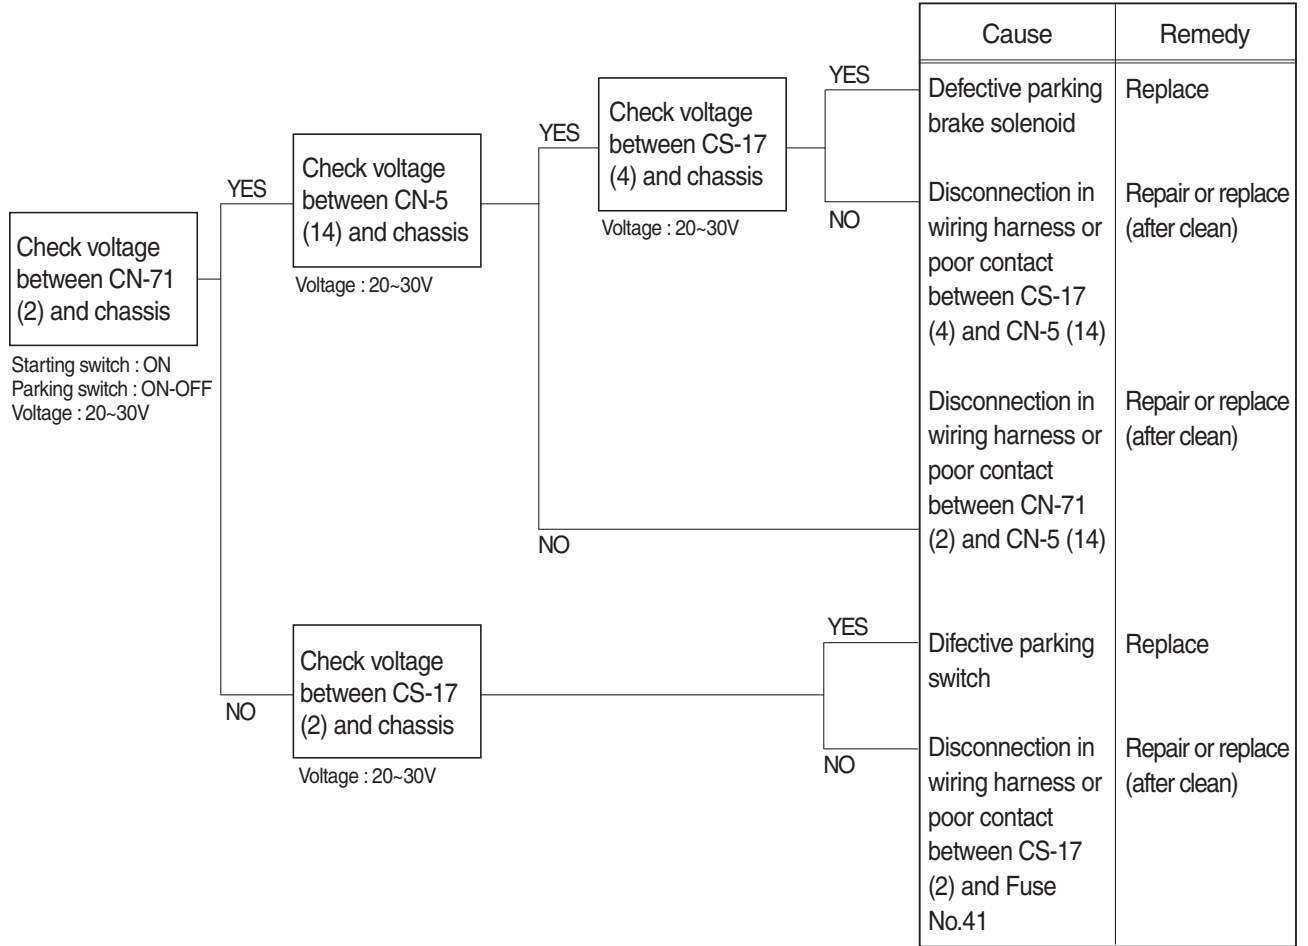 Check voltage
between CN-71
(2) and chassis
Starting switch : ON
Parking switch : ON-OFF
Voltage : 20~30V
YES
NO
Check voltage
between CN-5
(14) and chassis
Voltage : 20~30V
YES
NO
Check voltage
between CS-17
(4) and chassis
Voltage : 20~30V
YES
NO
Check voltage
between CS-17
(2) and chassis
Voltage : 20~30V
YES
NO
Cause
Remedy
Defective parking
brake solenoid
Replace
Disconnection in
wiring harness or
poor contact
between CS-17
(4) and CN-5 (14)
Repair or replace
(after clean)
Disconnection in
wiring harness or
poor contact
between CN-71
(2) and CN-5 (14)
Repair or replace
(after clean)
Difective parking
switch
Replace
Disconnection in
wiring harness or
poor contact
between CS-17
(2) and Fuse
No.41
Repair or replace
(after clean)